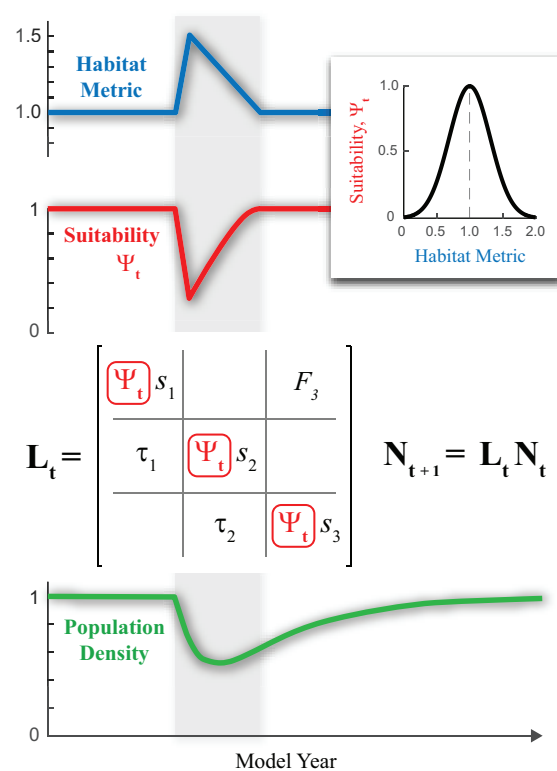 1.5
1.0
Habitat
Metric
1.0
0.5
0
Suitability, Ψt
0 0.5 1.0 1.5 2.0
Habitat Metric
1
0
Suitability
Ψt
Lt =
Ψt s1 F3
τ1 Ψt s2
τ2 Ψt s3
Nt+1 = Lt Nt
1
0
Population
Density
Model Year